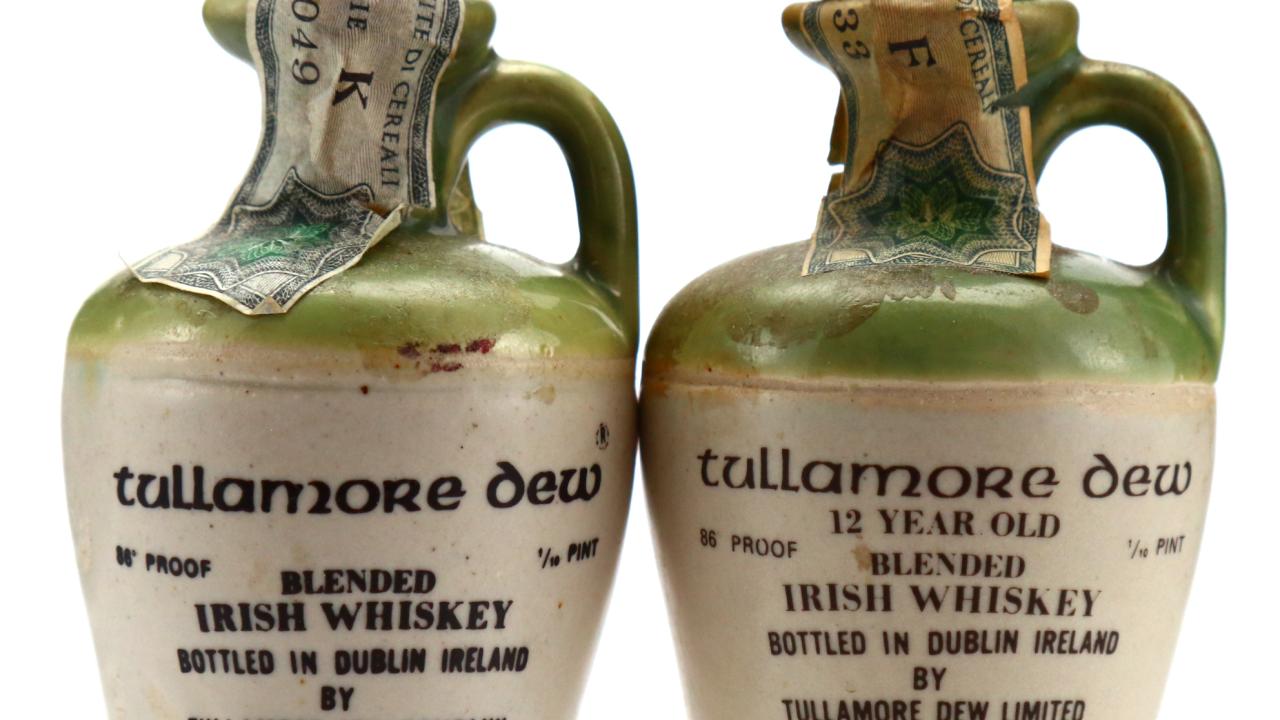 049
IE K
ITE DI CEREALI
tullamore dew ®
86° PROOF
1/10 PINT
BLENDED
IRISH WHISKEY
BOTTLED IN DUBLIN IRELAND
BY
33
F
DI CEREALI
tullamore dew
12 YEAR OLD
86 PROOF
1/10 PINT
BLENDED
IRISH WHISKEY
BOTTLED IN DUBLIN IRELAND
BY
TULLAMORE DEW LIMITED